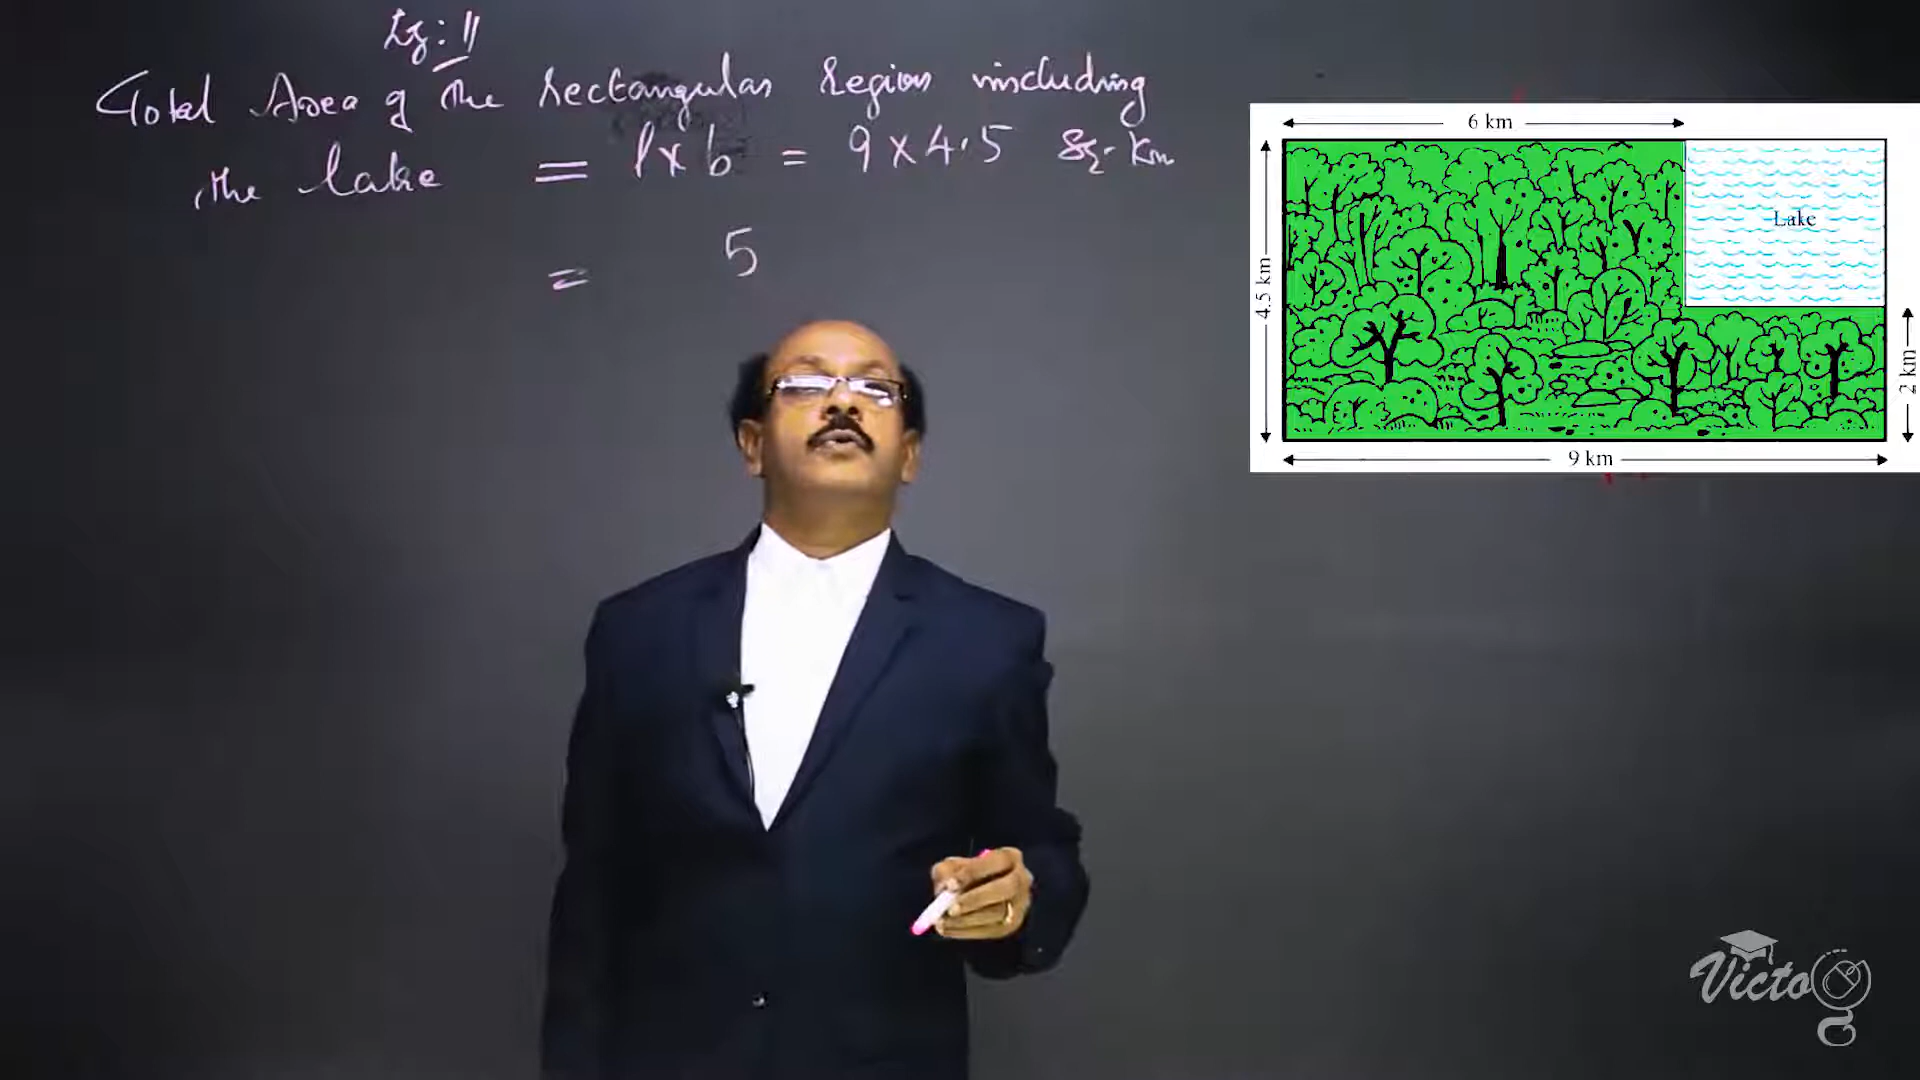 Eg: 11
Total Area of the rectangular region including
the lake = l x b = 9 x 4.5 Sq. Km
= 5
6 km
Lake
4.5 km
2 km
9 km
Victo